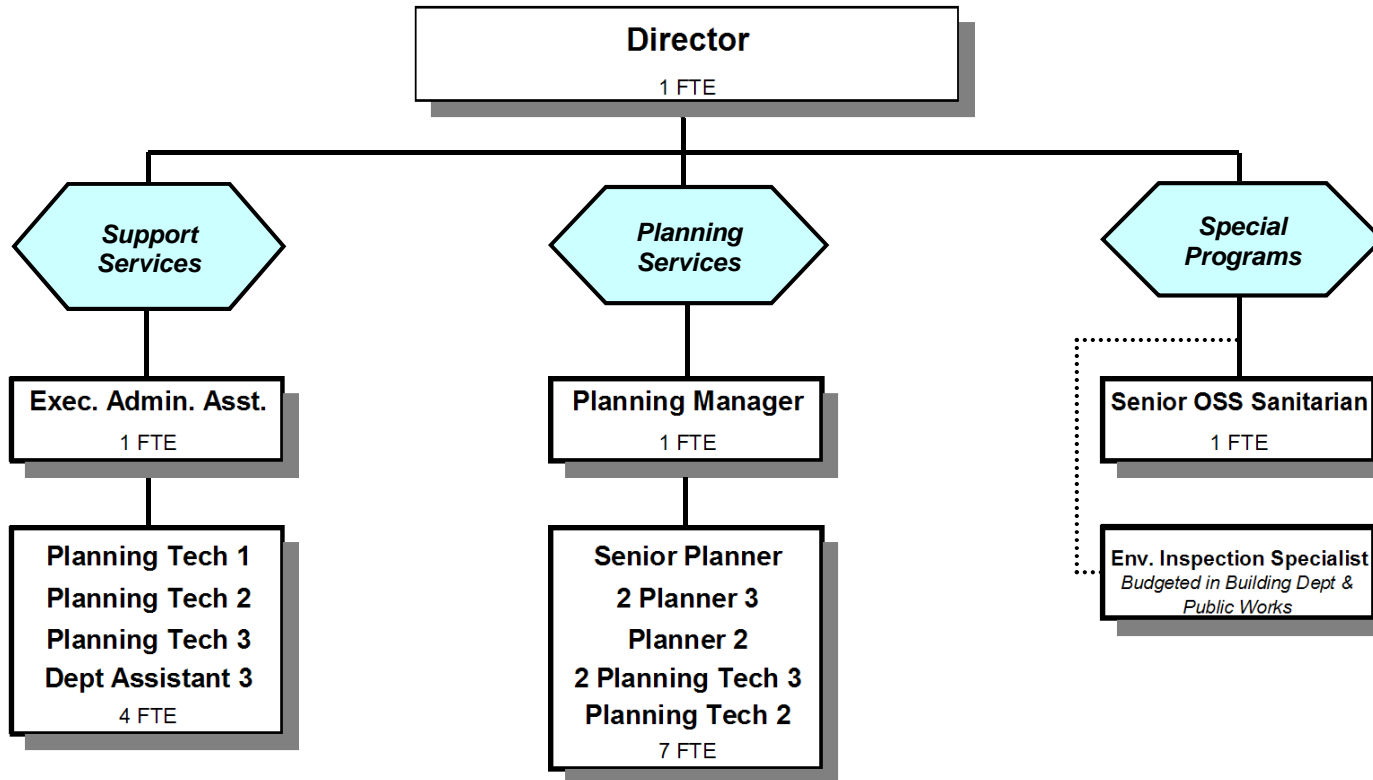 Director
1 FTE
Support
Services
Planning
Services
Special
Programs
Exec. Admin. Asst.
1 FTE
Planning Manager
1 FTE
Senior OSS Sanitarian
1 FTE
Planning Tech 1
Planning Tech 2
Planning Tech 3
Dept Assistant 3
4 FTE
Senior Planner
2 Planner 3
Planner 2
2 Planning Tech 3
Planning Tech 2
7 FTE
Env. Inspection Specialist
Budgeted in Building Dept &
Public Works